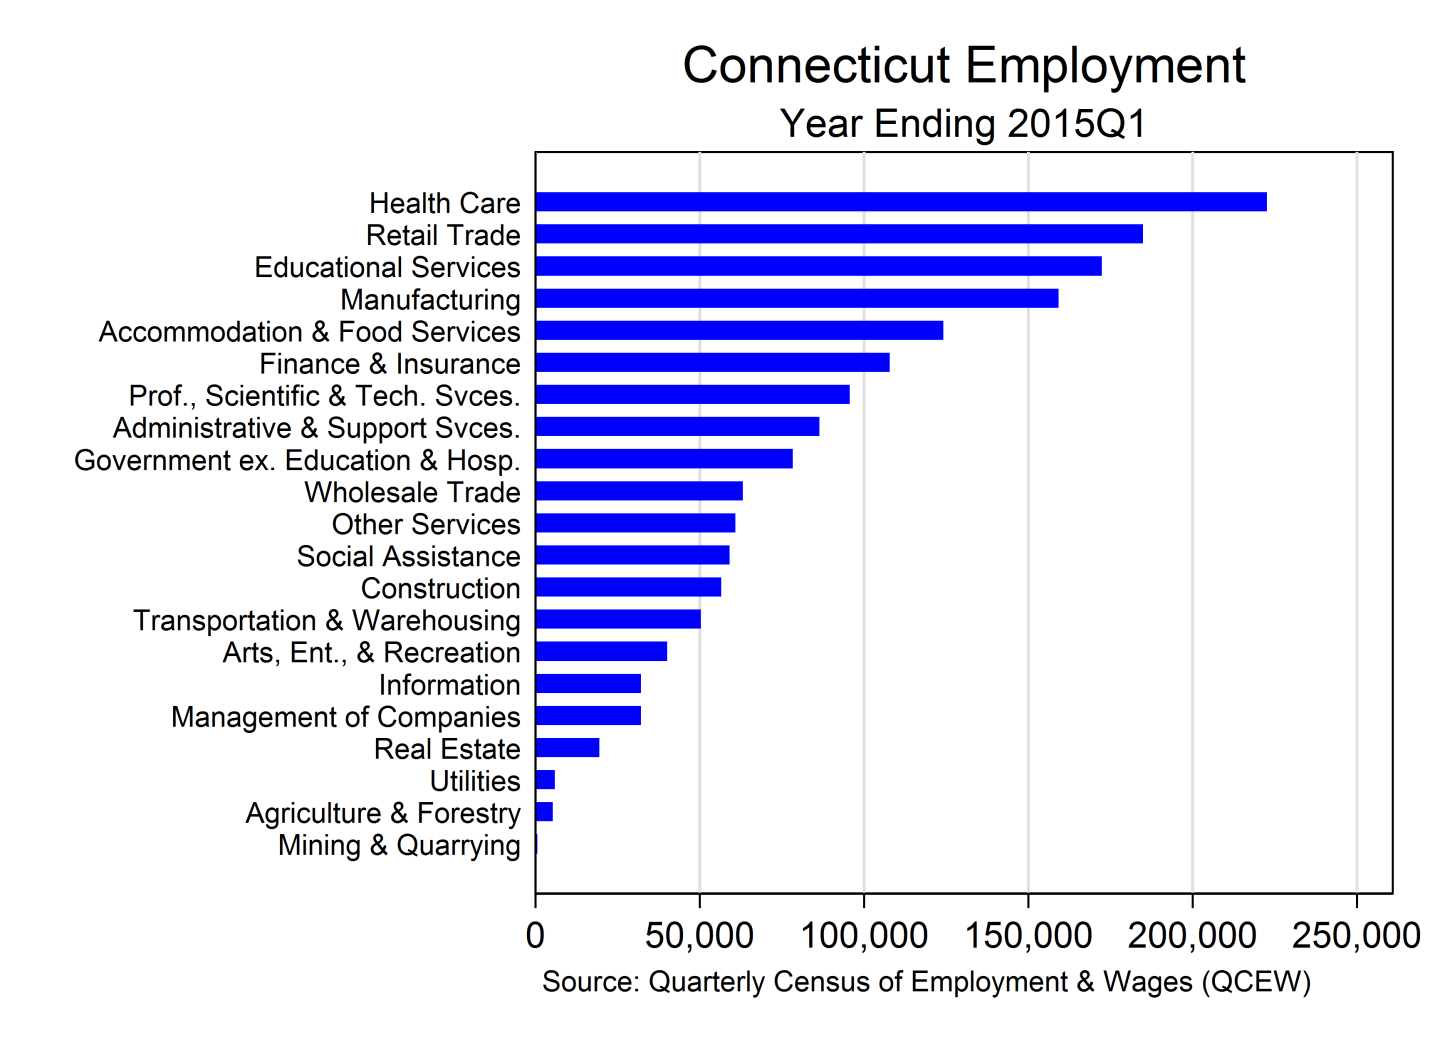 Connecticut Employment
Year Ending 2015Q1
Health Care
Retail Trade
Educational Services
Manufacturing
Accommodation & Food Services
Finance & Insurance
Prof., Scientific & Tech. Svces.
Administrative & Support Svces.
Government ex. Education & Hosp.
Wholesale Trade
Other Services
Social Assistance
Construction
Transportation & Warehousing
Arts, Ent., & Recreation
Information
Management of Companies
Real Estate
Utilities
Agriculture & Forestry
Mining & Quarrying
0 50,000 100,000 150,000 200,000 250,000
Source: Quarterly Census of Employment & Wages (QCEW)